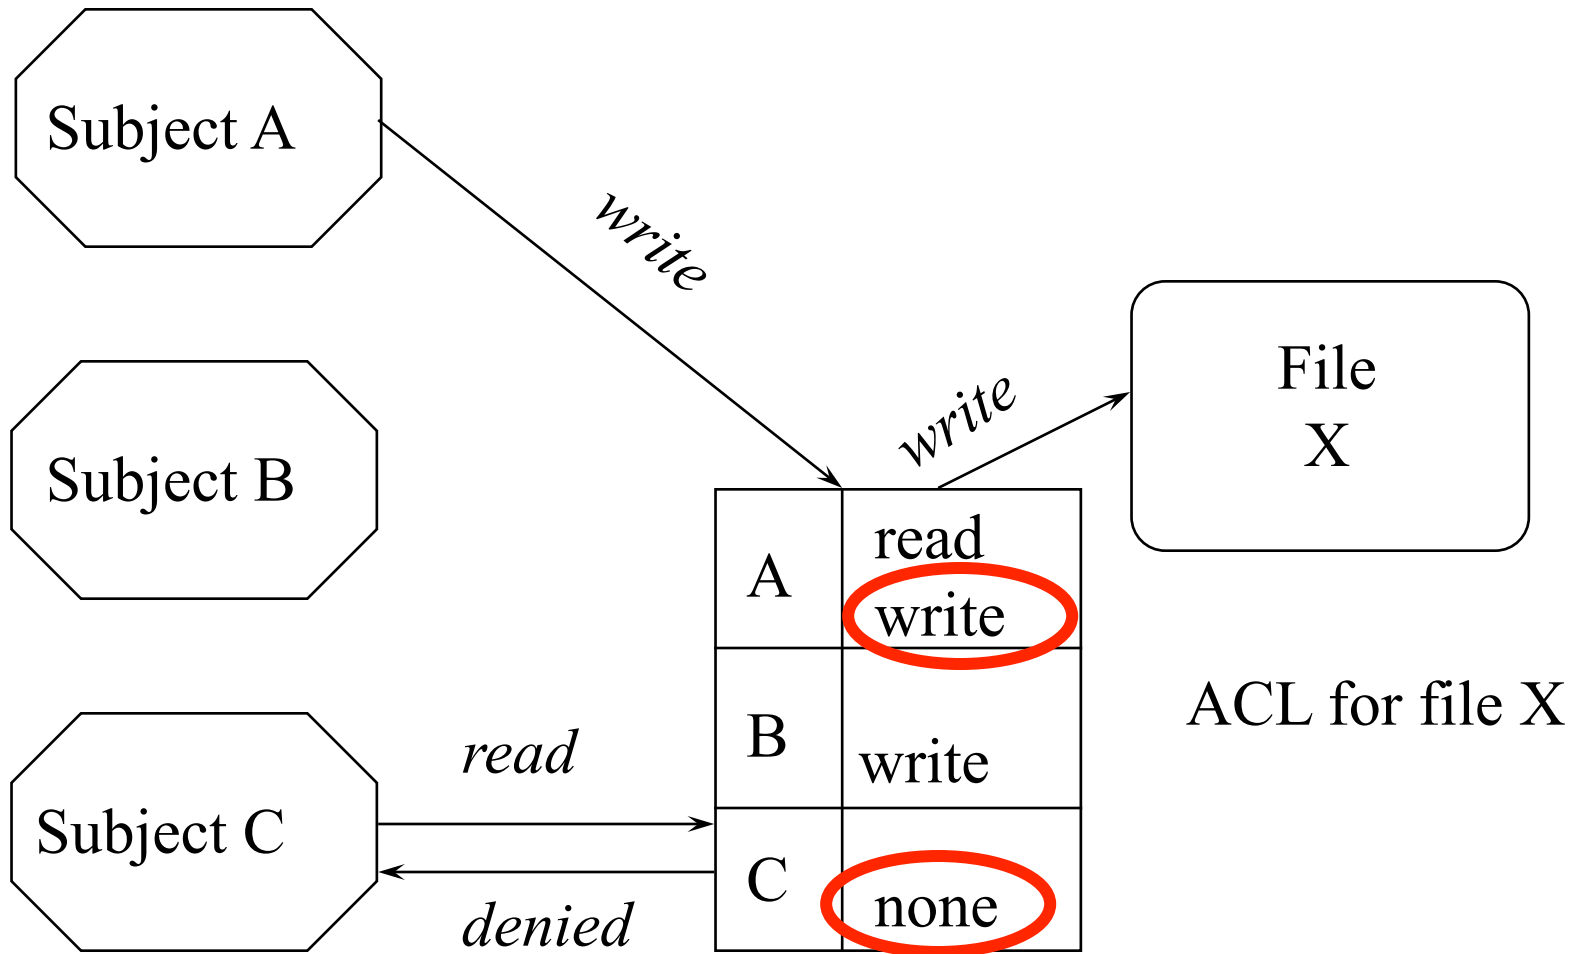 Subject A
write
Subject B
write
File
X
A
read
write
B
write
ACL for file X
Subject C
read
denied
C
none